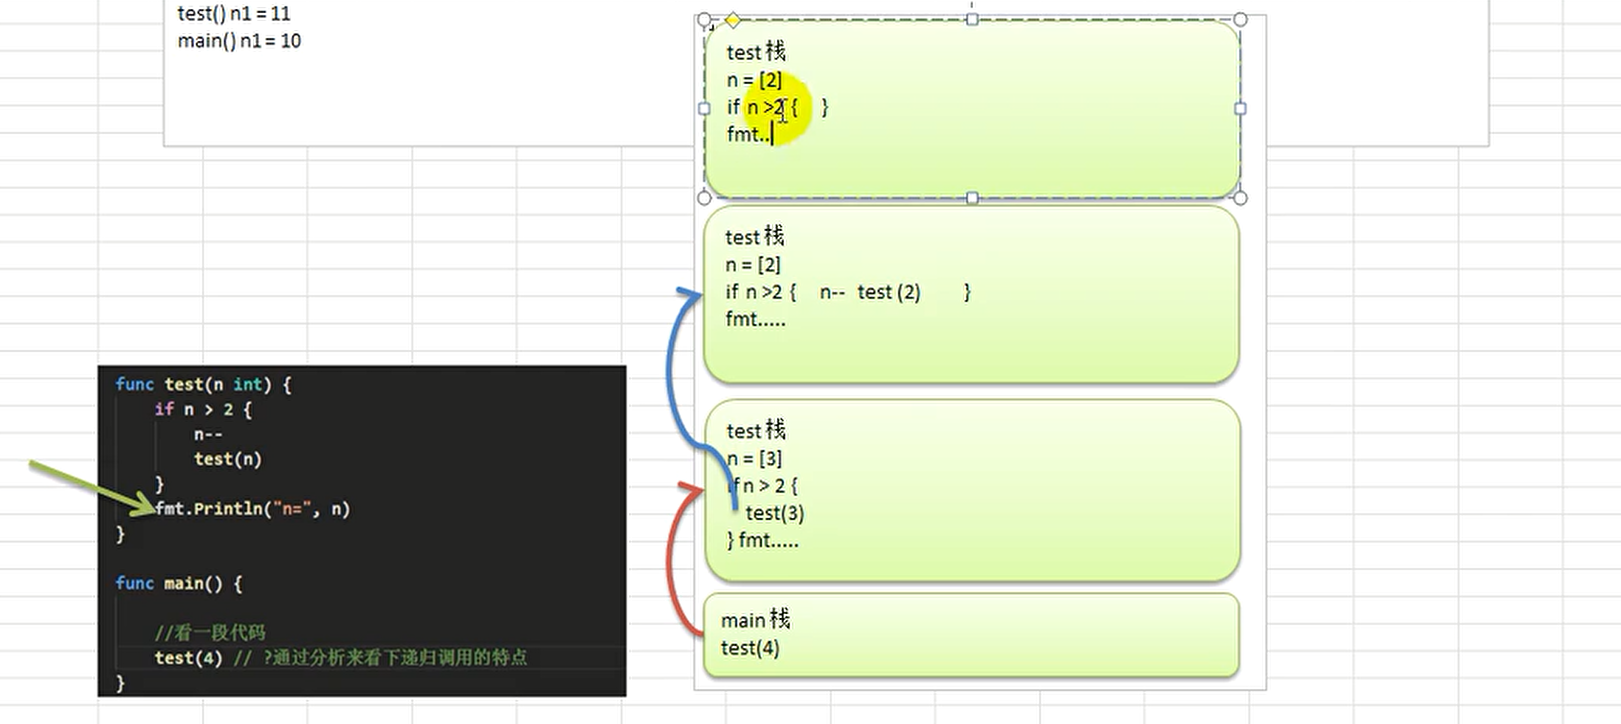 test() n1 = 11
main() n1 = 10
test 栈
n = [2]
if n >2 {    }
fmt..
test 栈
n = [2]
if n >2 {    n--  test (2)       }
fmt.....
test 栈
n = [3]
if n > 2 {
test(3)
} fmt.....
main 栈
test(4)
func test(n int) {
if n > 2 {
n--
test(n)
}
fmt.Println("n=", n)
}
func main() {
//看一段代码
test(4) // ?通过分析来看下递归调用的特点
}